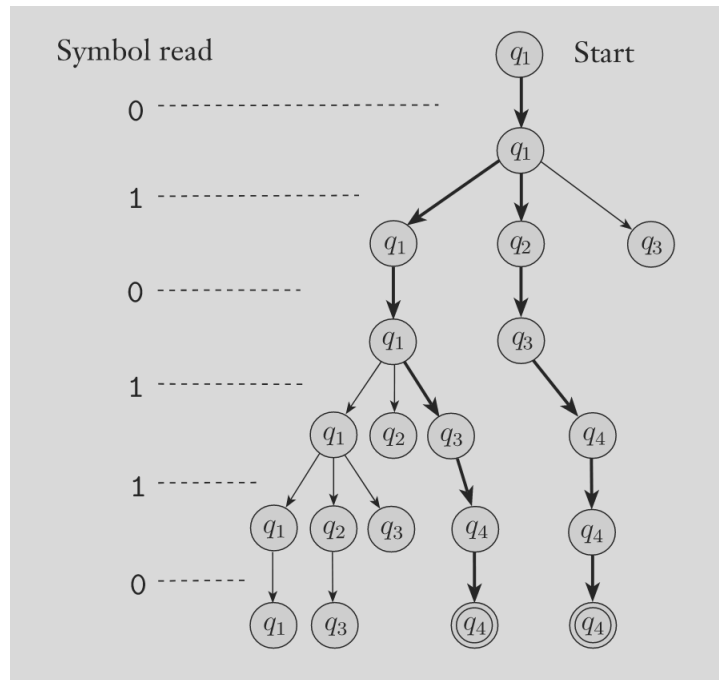 Symbol read q₁ Start
0
q₁
1
q₁ q₂ q₃
0
q₁ q₃
1
q₁ q₂ q₃ q₄
1
q₁ q₂ q₃ q₄ q₄
0
q₁ q₃ q₄ q₄